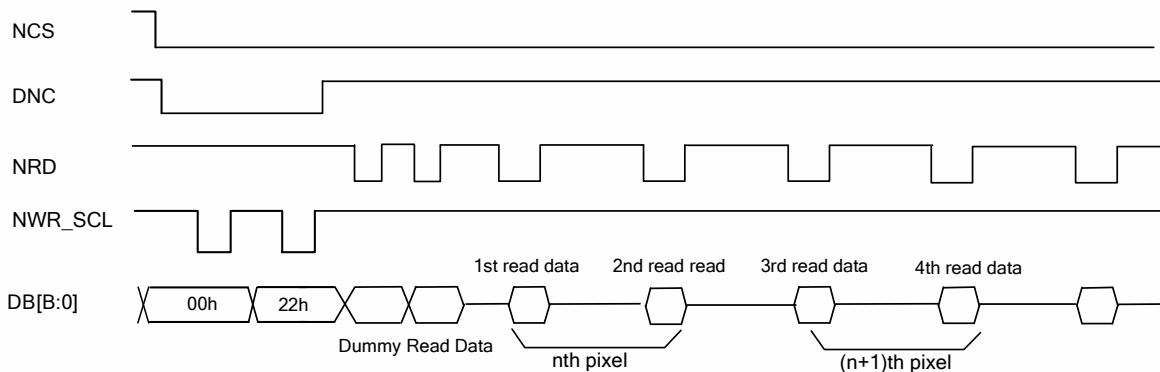 NCS
DNC
NRD
NWR_SCL
1st read data 2nd read read 3rd read data 4th read data
DB[B:0] 00h 22h
Dummy Read Data
nth pixel (n+1)th pixel